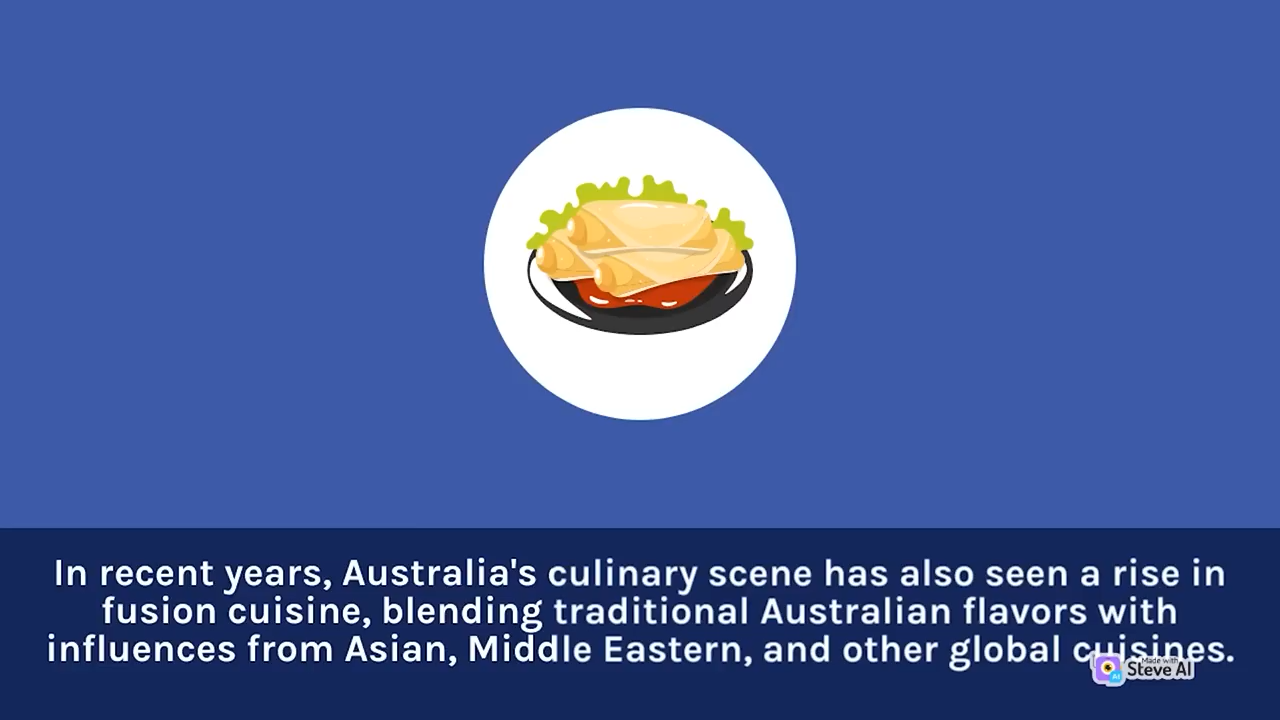 In recent years, Australia's culinary scene has also seen a rise in
fusion cuisine, blending traditional Australian flavors with
influences from Asian, Middle Eastern, and other global cuisines.
Made with
Steve AI
AI